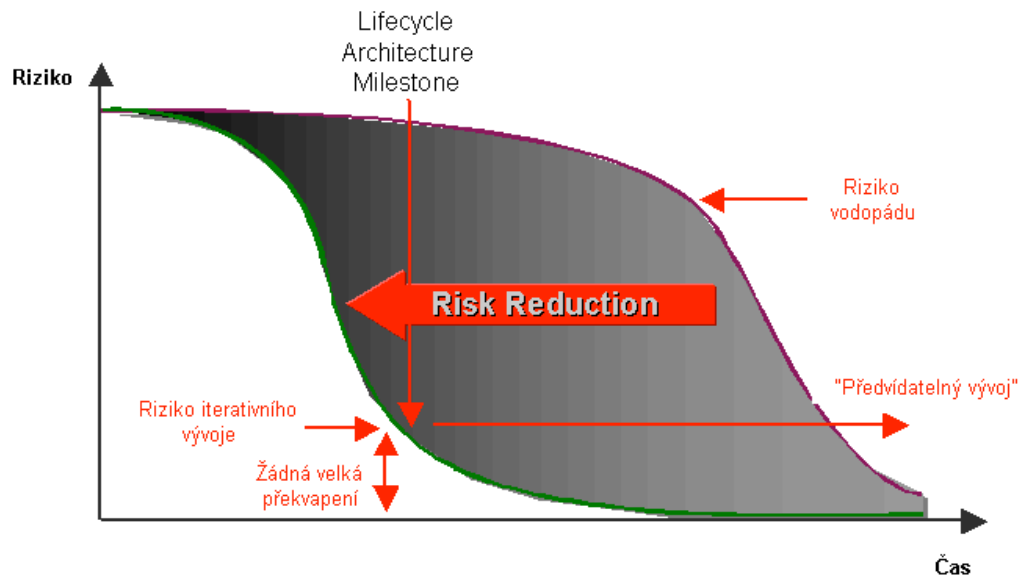 Lifecycle
Architecture
Milestone
Riziko
Riziko
vodopádu
Risk Reduction
"Předvídatelný vývoj"
Riziko iterativního
vývoje
Žádná velká
překvapení
Čas